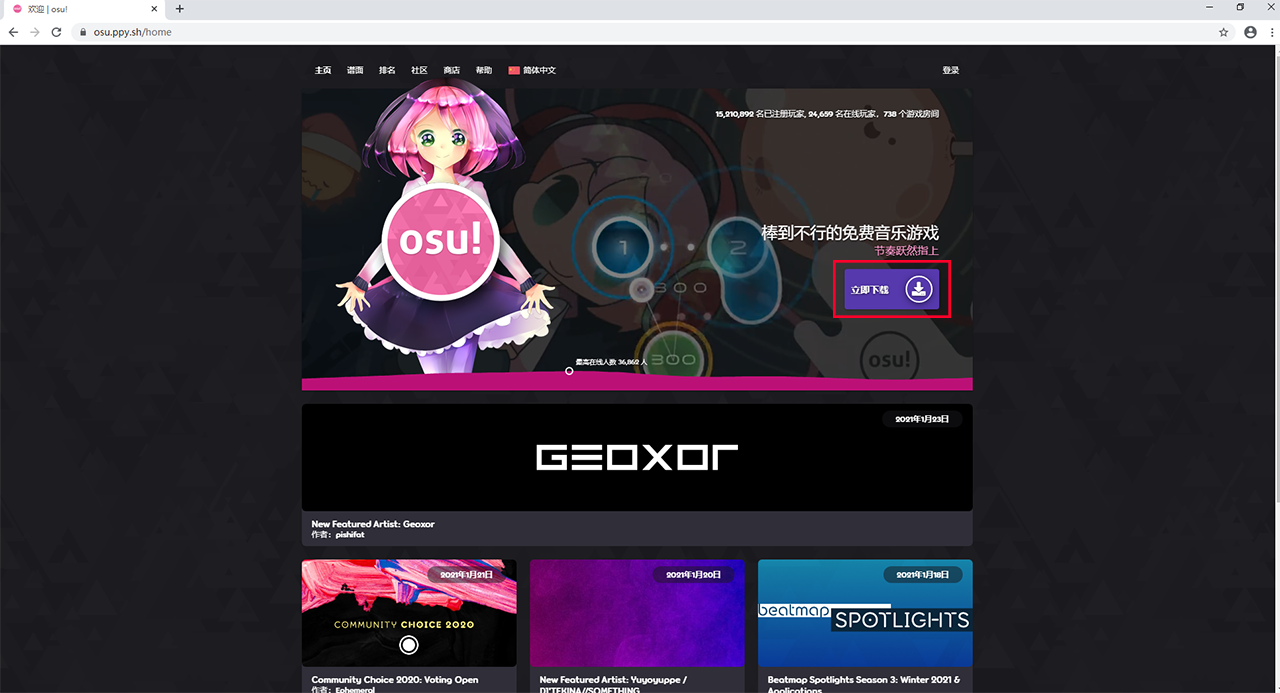 欢迎 | osu!
osu.ppy.sh/home
主页 谱面 排名 社区 商店 帮助 简体中文 登录
15,210,892 名已注册玩家, 24,659 名在线玩家，738 个游戏房间
osu!
1
2
棒到不行的免费音乐游戏
节奏跃然指上
300
立即下载
最高在线人数 36,862 人
300
osu!
2021年1月23日
GEOXOR
New Featured Artist: Geoxor
作者：pishifat
2021年1月21日
COMMUNITY CHOICE 2020
Community Choice 2020: Voting Open
作者：Ephemeral
2021年1月20日
New Featured Artist: Yuyoyuppe /
DJ'TEKINA//SOMETHING
2021年1月18日
beatmap
SPOTLIGHTS
Beatmap Spotlights Season 3: Winter 2021 &
Applications